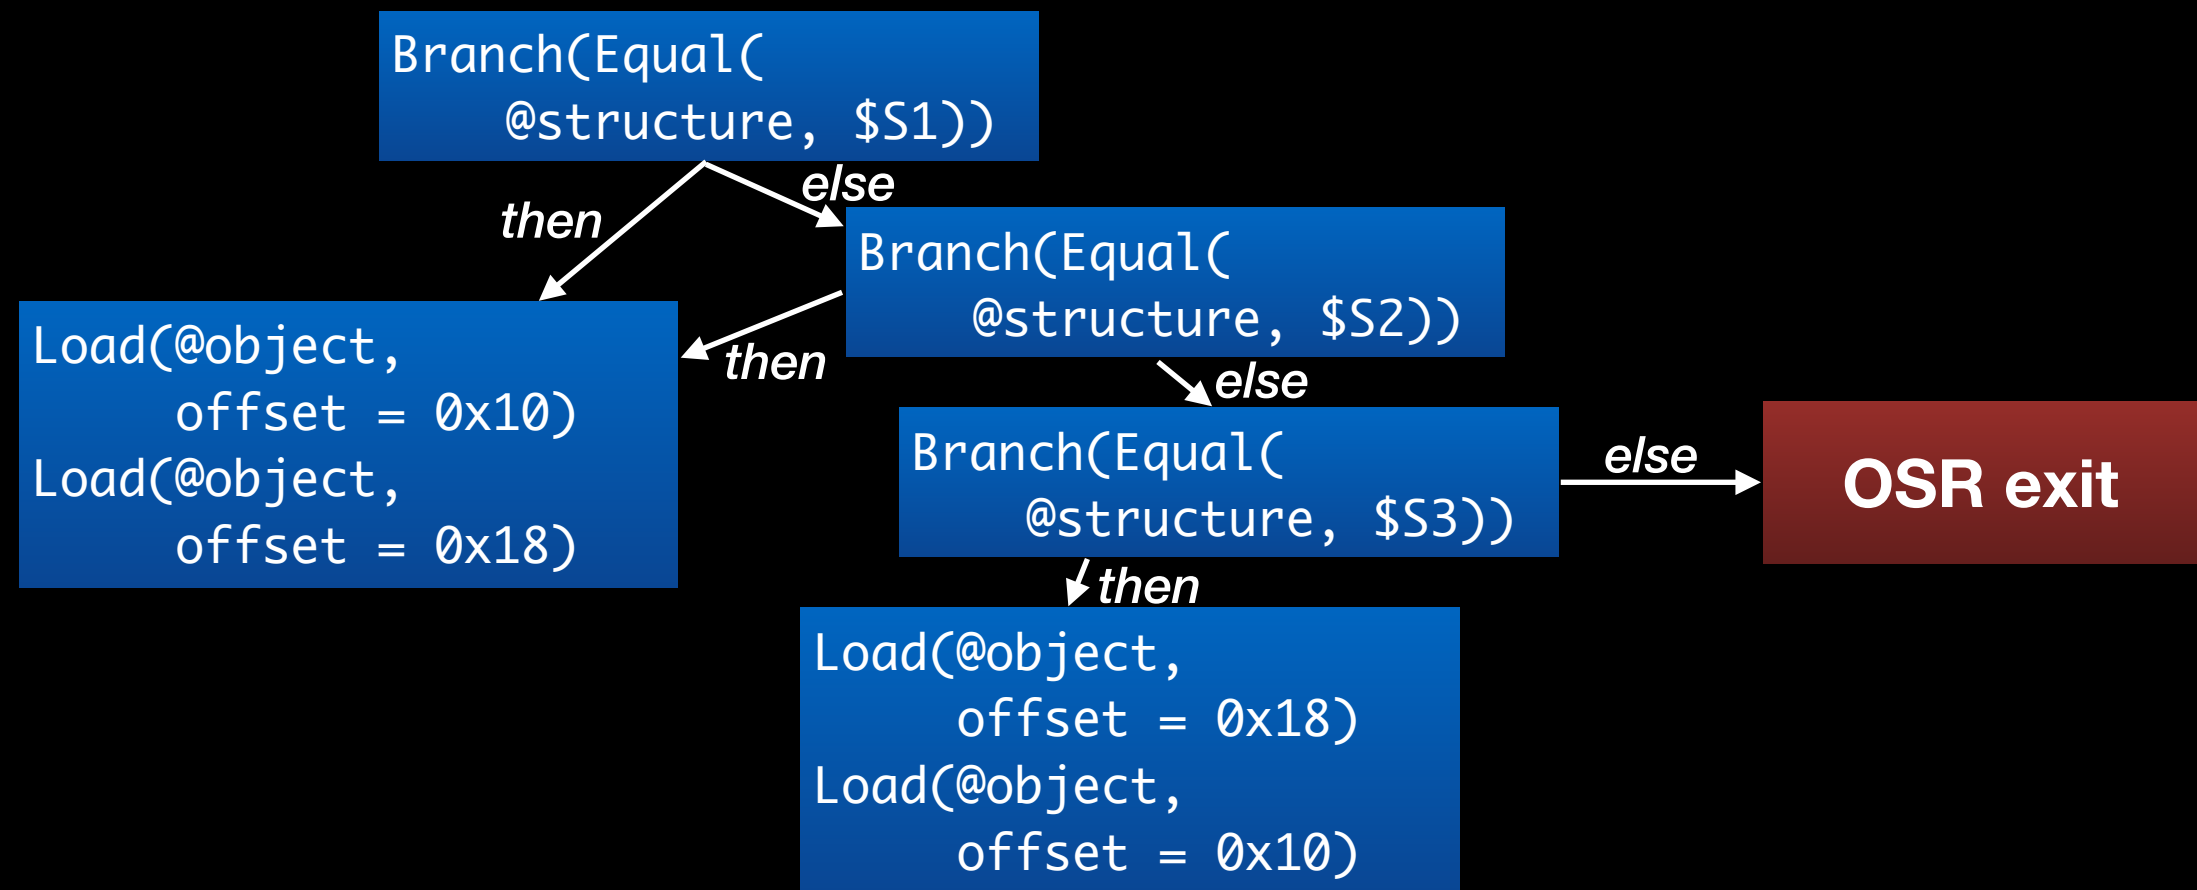 Branch(Equal(
@structure, $S1))
then
else
Branch(Equal(
@structure, $S2))
then
else
Load(@object,
offset = 0x10)
Load(@object,
offset = 0x18)
Branch(Equal(
@structure, $S3))
else
OSR exit
then
Load(@object,
offset = 0x18)
Load(@object,
offset = 0x10)